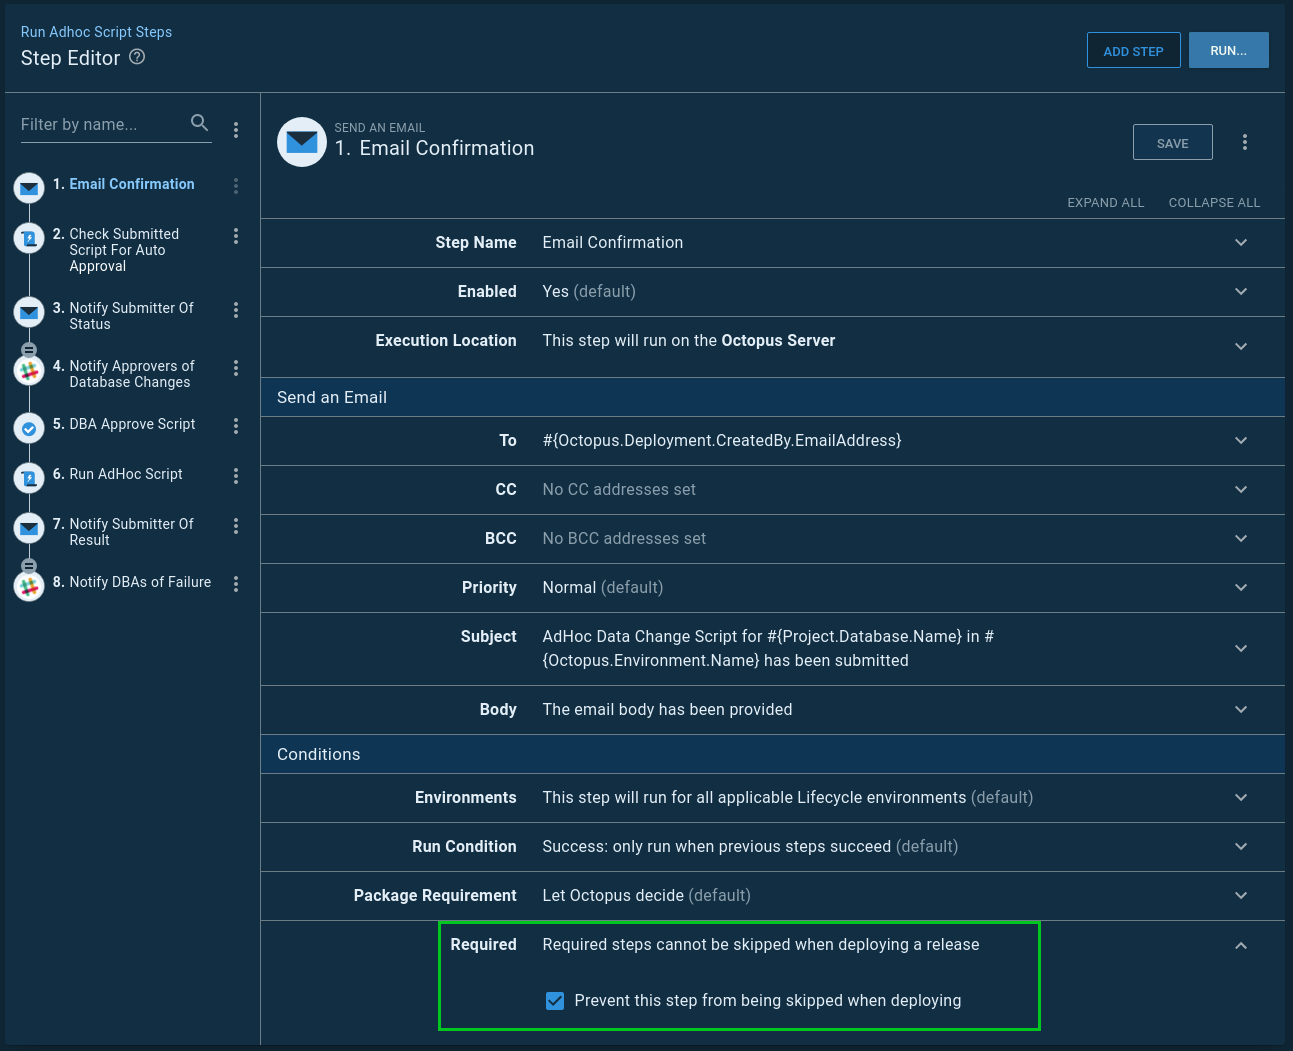 Run Adhoc Script Steps
Step Editor
ADD STEP
RUN...
Filter by name...
1. Email Confirmation
2. Check Submitted
Script For Auto
Approval
3. Notify Submitter Of
Status
4. Notify Approvers of
Database Changes
5. DBA Approve Script
6. Run AdHoc Script
7. Notify Submitter Of
Result
8. Notify DBAs of Failure
SEND AN EMAIL
1. Email Confirmation
SAVE
EXPAND ALL COLLAPSE ALL
Step Name Email Confirmation
Enabled Yes (default)
Execution Location This step will run on the Octopus Server
Send an Email
To #{Octopus.Deployment.CreatedBy.EmailAddress}
CC No CC addresses set
BCC No BCC addresses set
Priority Normal (default)
Subject AdHoc Data Change Script for #{Project.Database.Name} in #
{Octopus.Environment.Name} has been submitted
Body The email body has been provided
Conditions
Environments This step will run for all applicable Lifecycle environments (default)
Run Condition Success: only run when previous steps succeed (default)
Package Requirement Let Octopus decide (default)
Required Required steps cannot be skipped when deploying a release
Prevent this step from being skipped when deploying